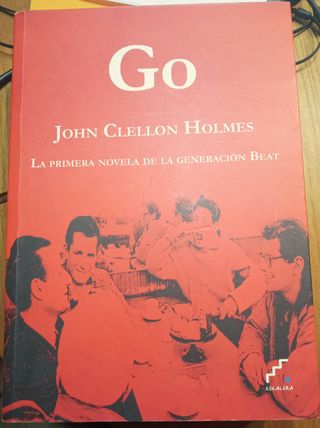 Go
John Clellon Holmes
La primera novela de la generación Beat
escalera